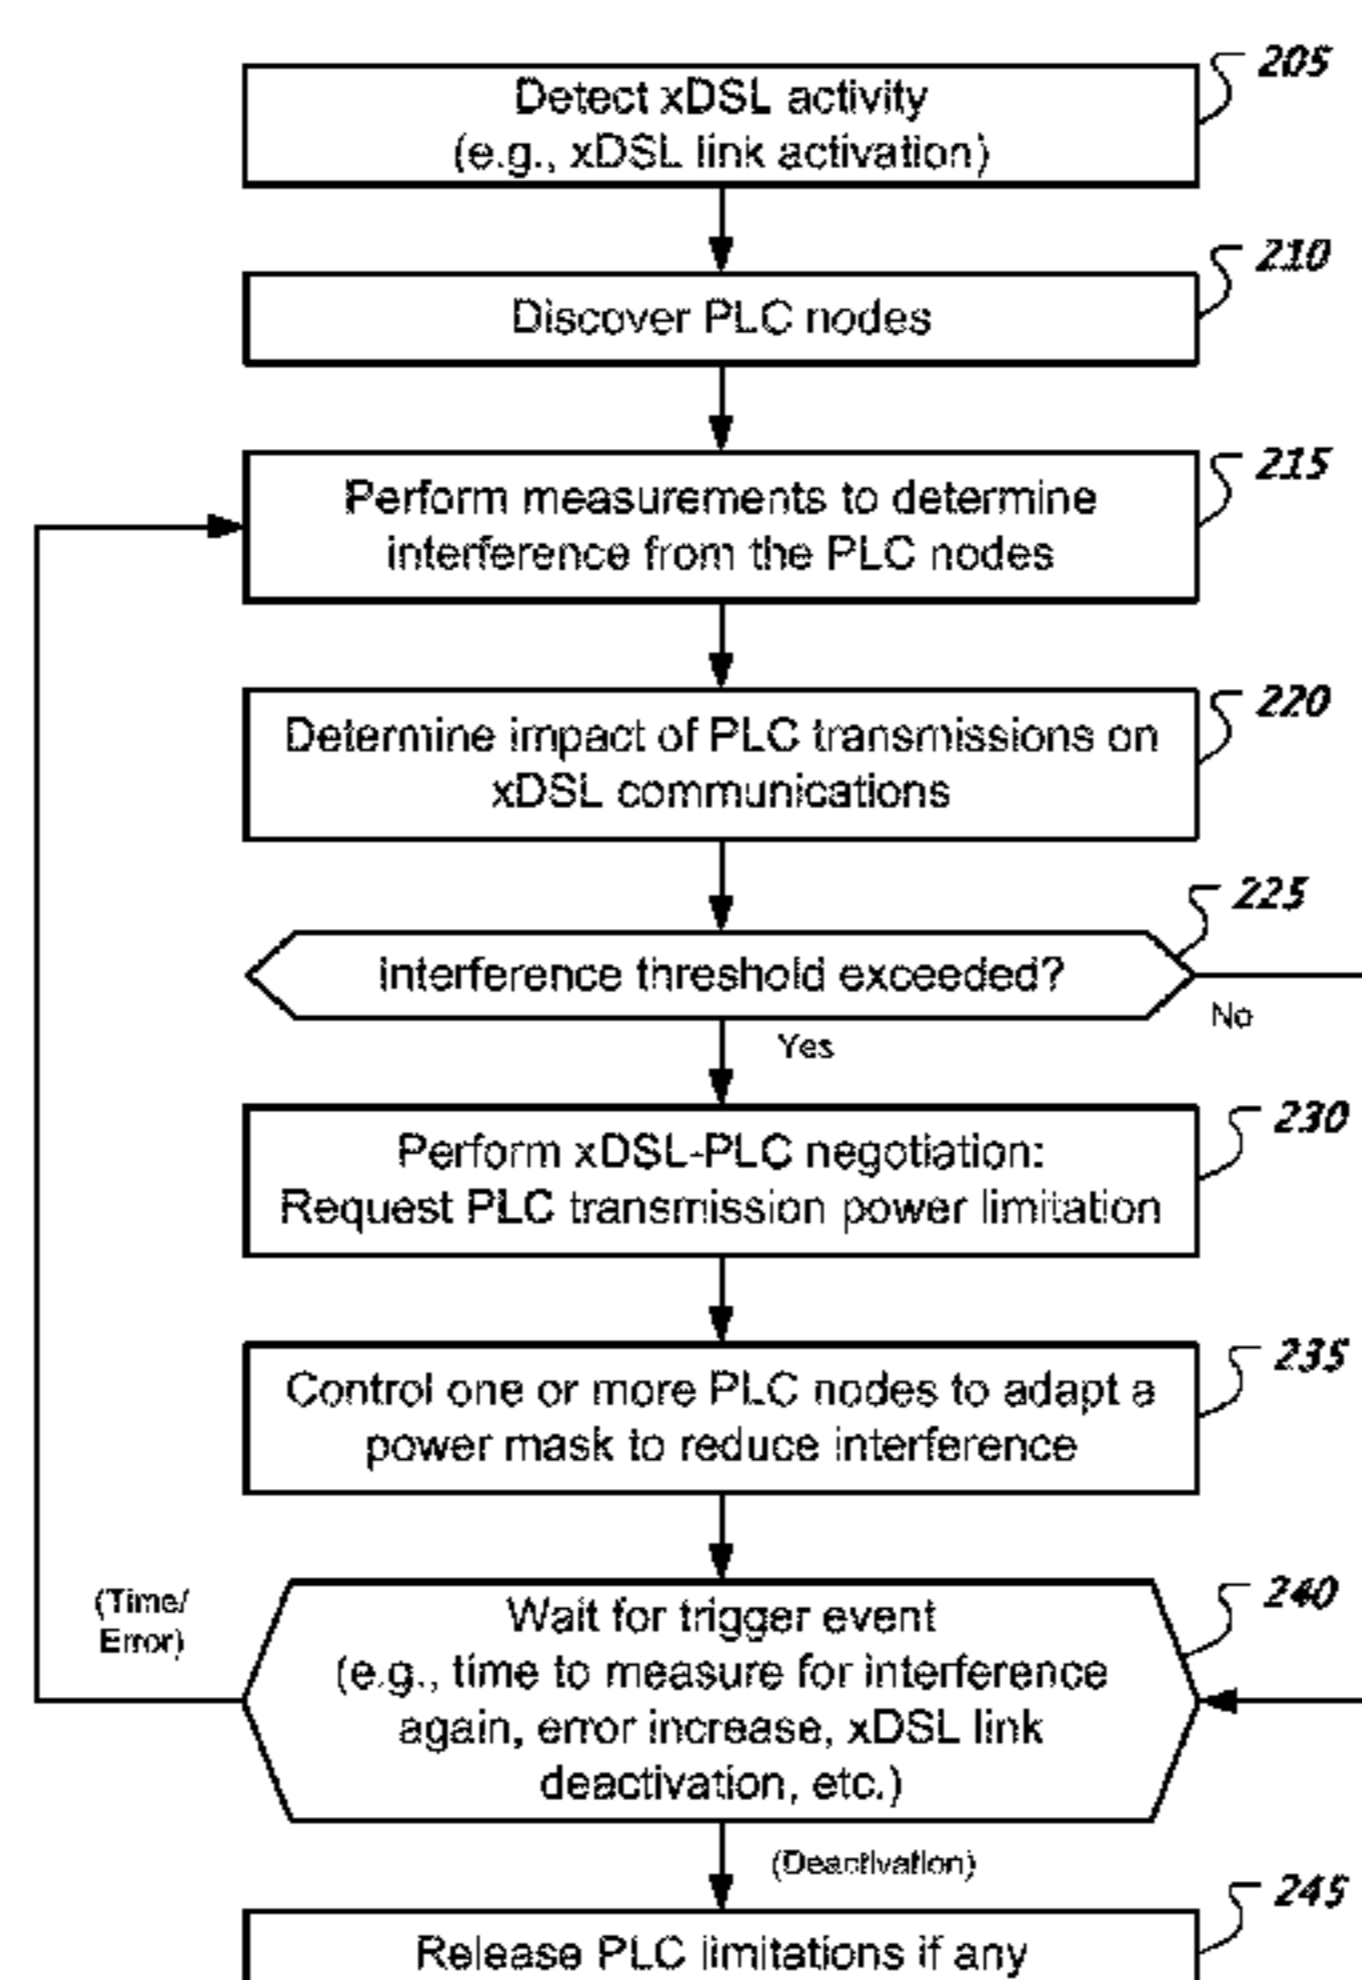 205
Detect xDSL activity
(e.g., xDSL link activation)
210
Discover PLC nodes
215
Perform measurements to determine
interference from the PLC nodes
220
Determine impact of PLC transmissions on
xDSL communications
225
Interference threshold exceeded?
No
Yes
230
Perform xDSL-PLC negotiation:
Request PLC transmission power limitation
235
Control one or more PLC nodes to adapt a
power mask to reduce interference
(Time/
Error)
240
Wait for trigger event
(e.g., time to measure for interference
again, error increase, xDSL link
deactivation, etc.)
(Deactivation)
245
Release PLC limitations if any